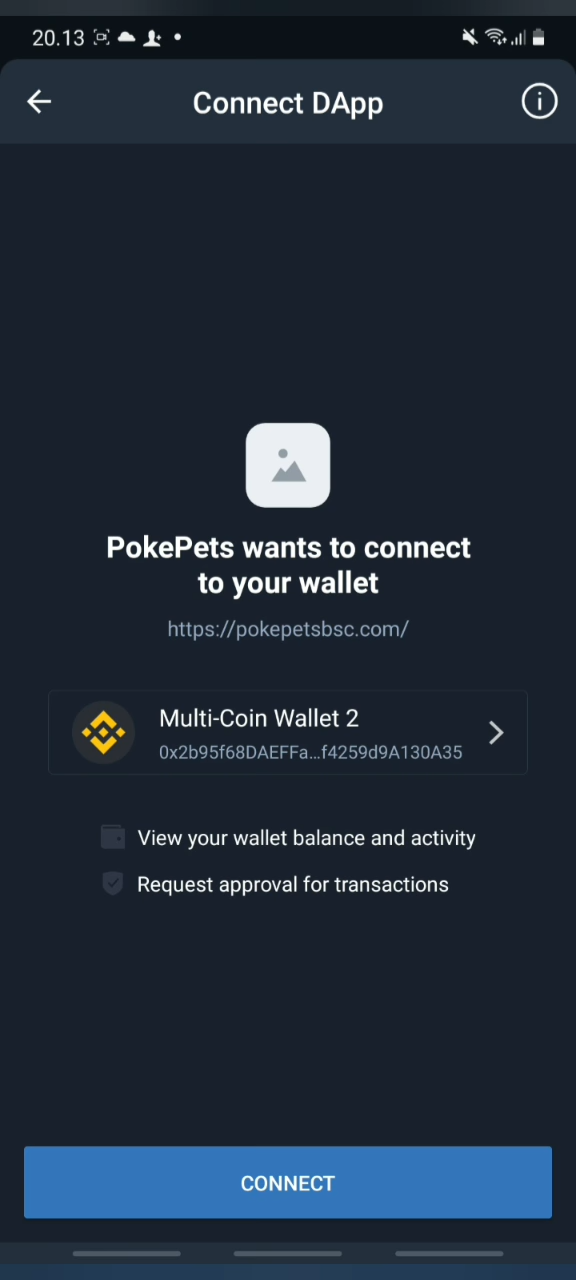 20.13
Connect DApp
PokePets wants to connect
to your wallet
https://pokepetsbsc.com/
Multi-Coin Wallet 2
0x2b95f68DAEFFa...f4259d9A130A35
View your wallet balance and activity
Request approval for transactions
CONNECT